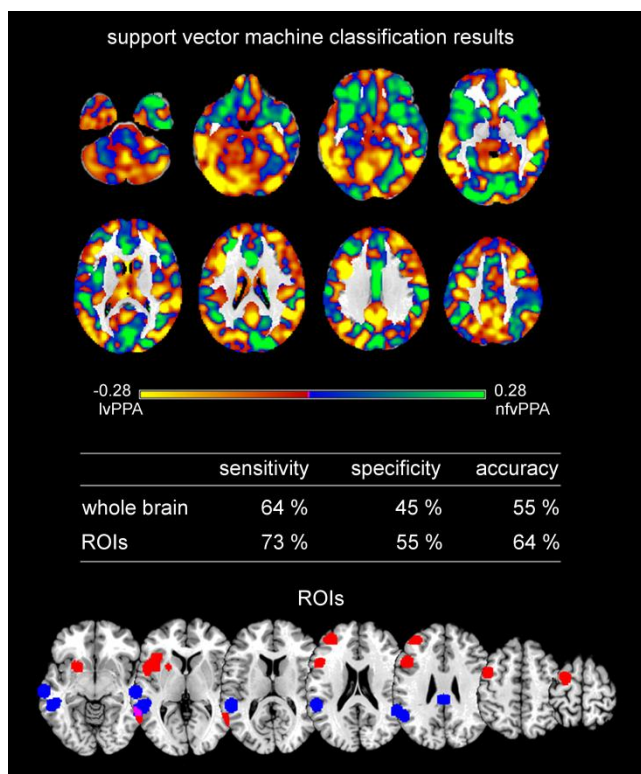 support vector machine classification results
-0.28 0.28
lvPPA nfvPPA
sensitivity specificity accuracy
whole brain 64 % 45 % 55 %
ROIs 73 % 55 % 64 %
ROIs